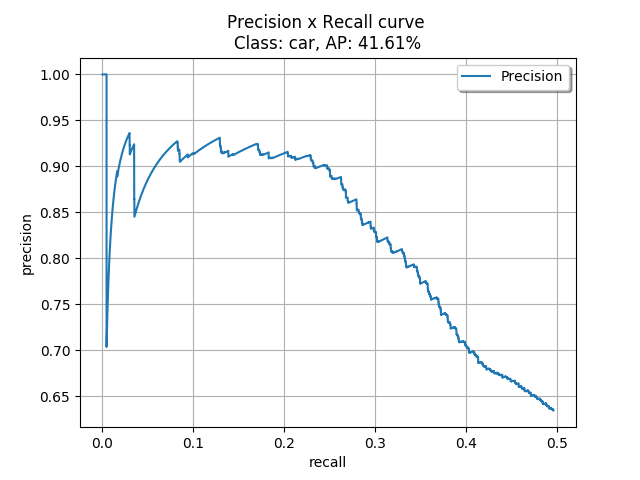 Precision x Recall curve
Class: car, AP: 41.61%
Precision
1.00
0.95
0.90
0.85
0.80
0.75
0.70
0.65
precision
0.0 0.1 0.2 0.3 0.4 0.5
recall